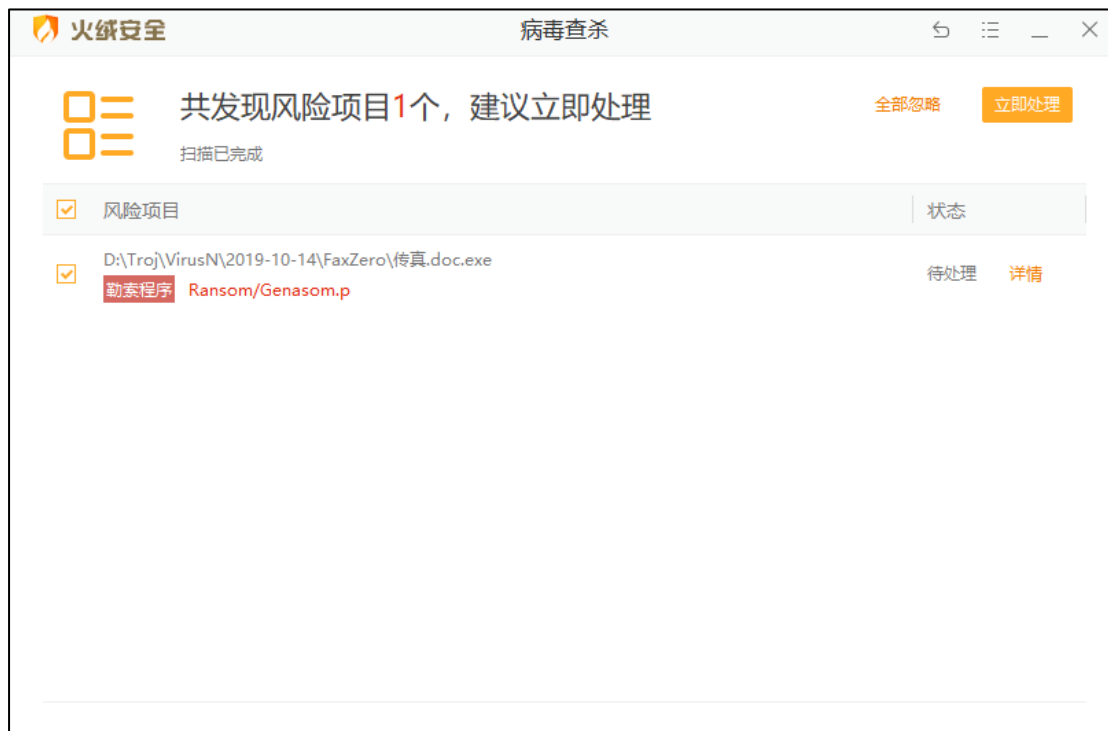 火绒安全
病毒查杀
共发现风险项目1个，建议立即处理
全部忽略
立即处理
扫描已完成
风险项目
状态
D:\Troj\VirusN\2019-10-14\FaxZero\传真.doc.exe
待处理
详情
勒索程序 Ransom/Genasom.p